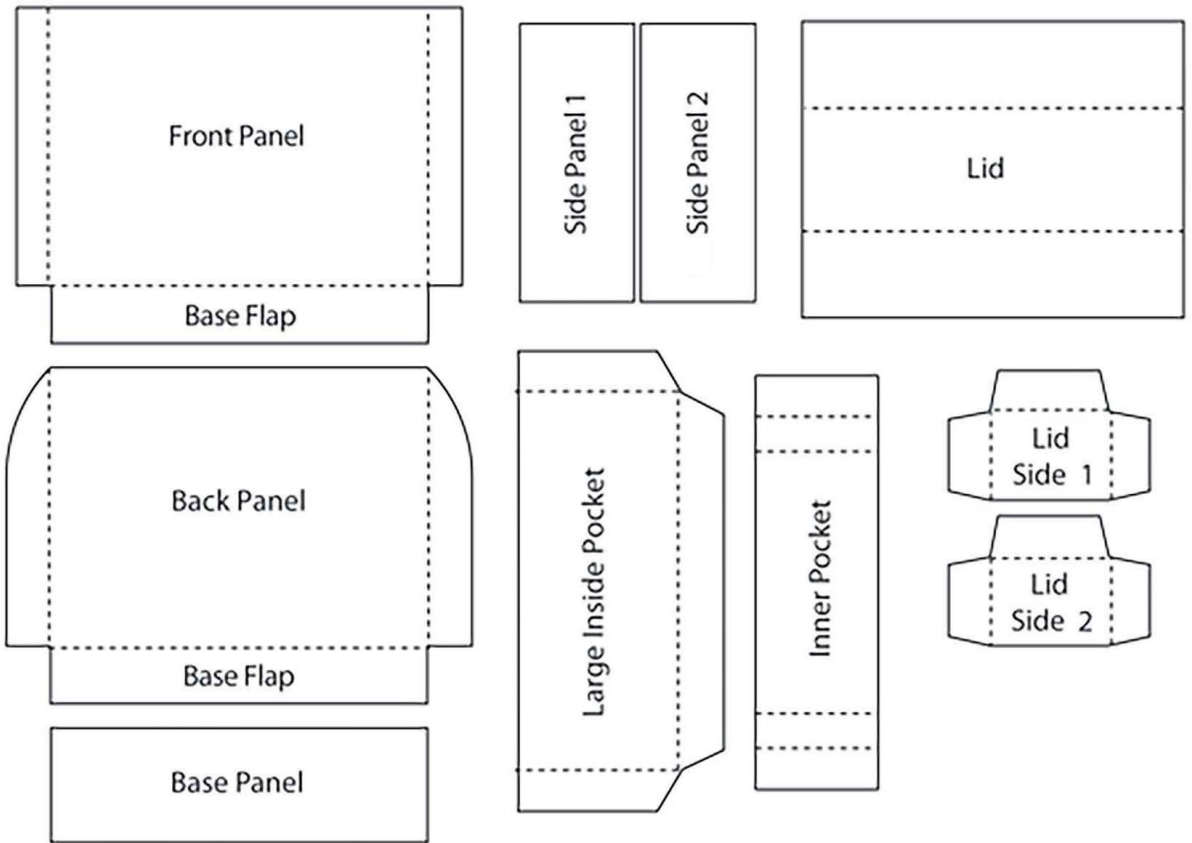 Front Panel
Base Flap
Side Panel 1
Side Panel 2
Lid
Back Panel
Base Flap
Base Panel
Large Inside Pocket
Inner Pocket
Lid
Side 1
Lid
Side 2